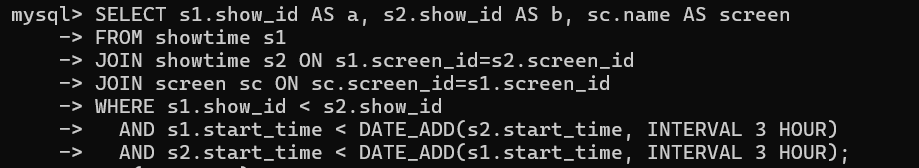 mysql> SELECT s1.show_id AS a, s2.show_id AS b, sc.name AS screen
    -> FROM showtime s1
    -> JOIN showtime s2 ON s1.screen_id=s2.screen_id
    -> JOIN screen sc ON sc.screen_id=s1.screen_id
    -> WHERE s1.show_id < s2.show_id
    ->   AND s1.start_time < DATE_ADD(s2.start_time, INTERVAL 3 HOUR)
    ->   AND s2.start_time < DATE_ADD(s1.start_time, INTERVAL 3 HOUR);